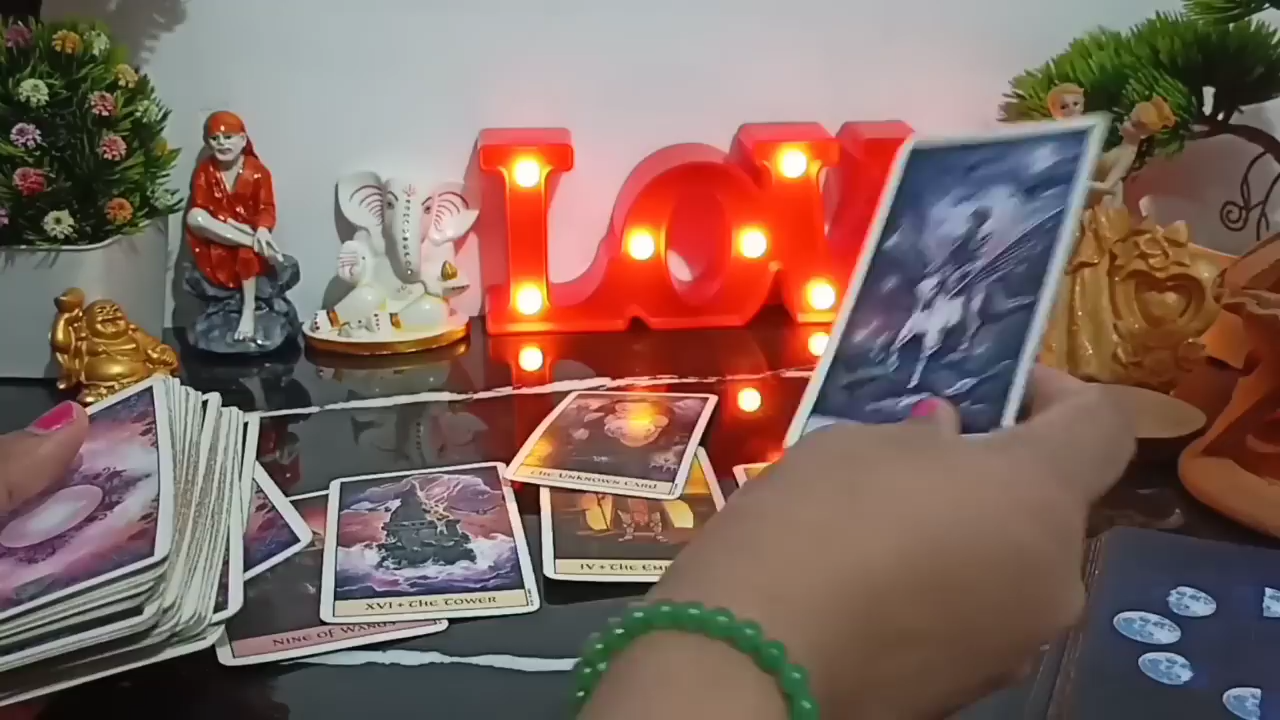 LOV
The Unknown Card
IV + The Em
XVI + The Tower
Nine of Wands